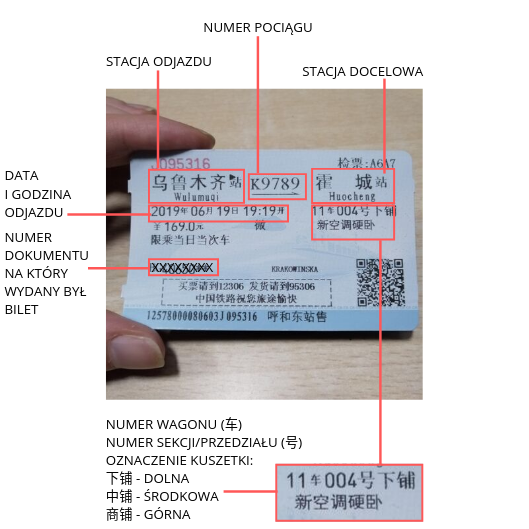 NUMER POCIĄGU
STACJA ODJAZDU
STACJA DOCELOWA
DATA
I GODZINA
ODJAZDU
NUMER
DOKUMENTU
NA KTÓRY
WYDANY BYŁ
BILET
J095316
检票:A6A7
乌鲁木齐站
K9789
霍 城站
Wulumuqi
Huocheng
2019年06月19日 19:19开
11车004号下铺
¥169.0元
新空调硬卧
限乘当日当次车
KRAKOWINSKA
买票请到12306 发货请到95306
中国铁路祝您旅途愉快
12578000080603J095316 呼和东站售
NUMER WAGONU (车)
NUMER SEKCJI/PRZEDZIAŁU (号)
OZNACZENIE KUSZETKI:
下铺 - DOLNA
中铺 - ŚRODKOWA
商铺 - GÓRNA
11车004号下铺
新空调硬卧